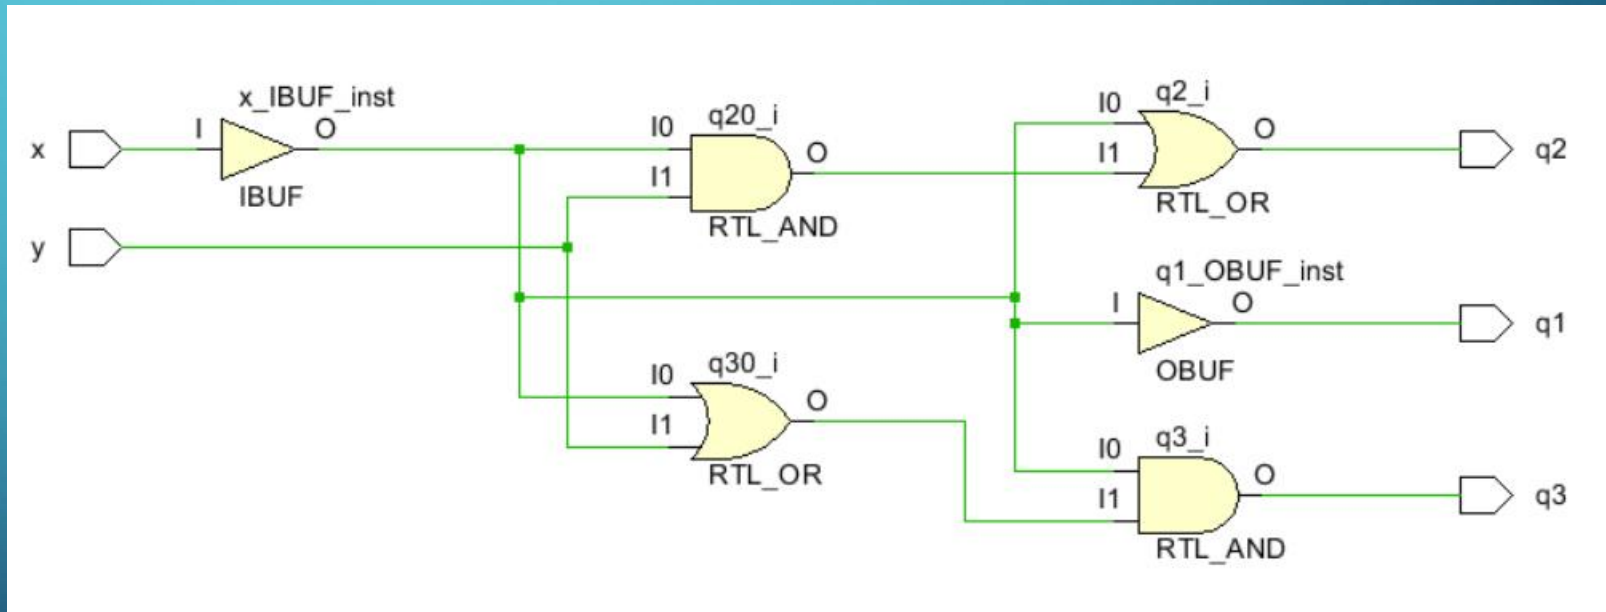 x_IBUF_inst
x
I
O
IBUF
y
q20_i
I0
I1
O
RTL_AND
q30_i
I0
I1
O
RTL_OR
q2_i
I0
I1
O
RTL_OR
q2
q1_OBUF_inst
I
O
OBUF
q1
q3_i
I0
I1
O
RTL_AND
q3